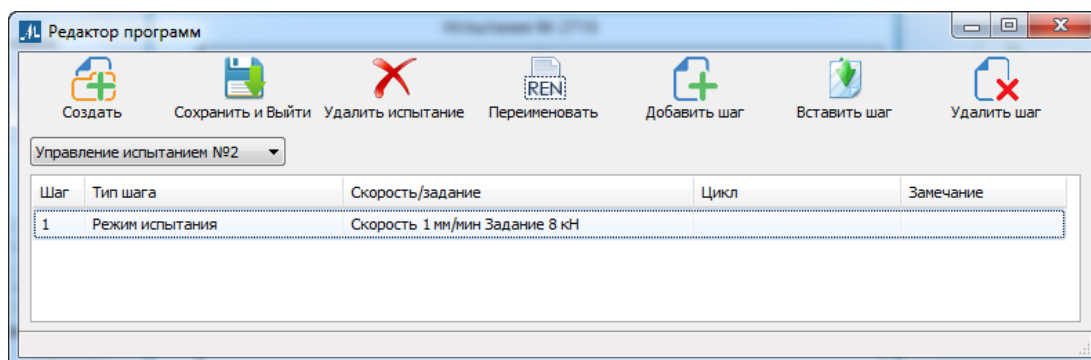 Редактор программ
REN
Создать Сохранить и Выйти Удалить испытание Переименовать Добавить шаг Вставить шаг Удалить шаг
Управление испытанием №2
Шаг Тип шага Скорость/задание Цикл Замечание
1 Режим испытания Скорость 1 мм/мин Задание 8 кН